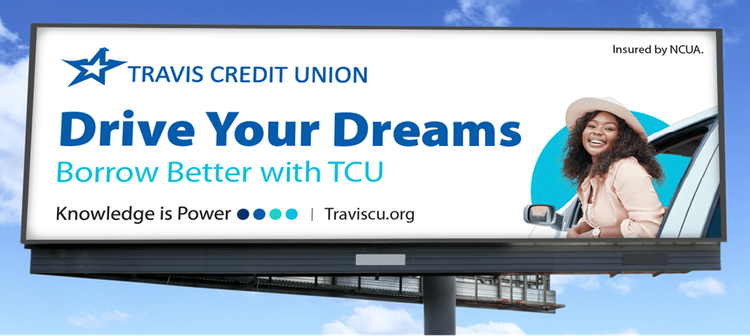 Insured by NCUA.
TRAVIS CREDIT UNION
Drive Your Dreams
Borrow Better with TCU
Knowledge is Power | Traviscu.org